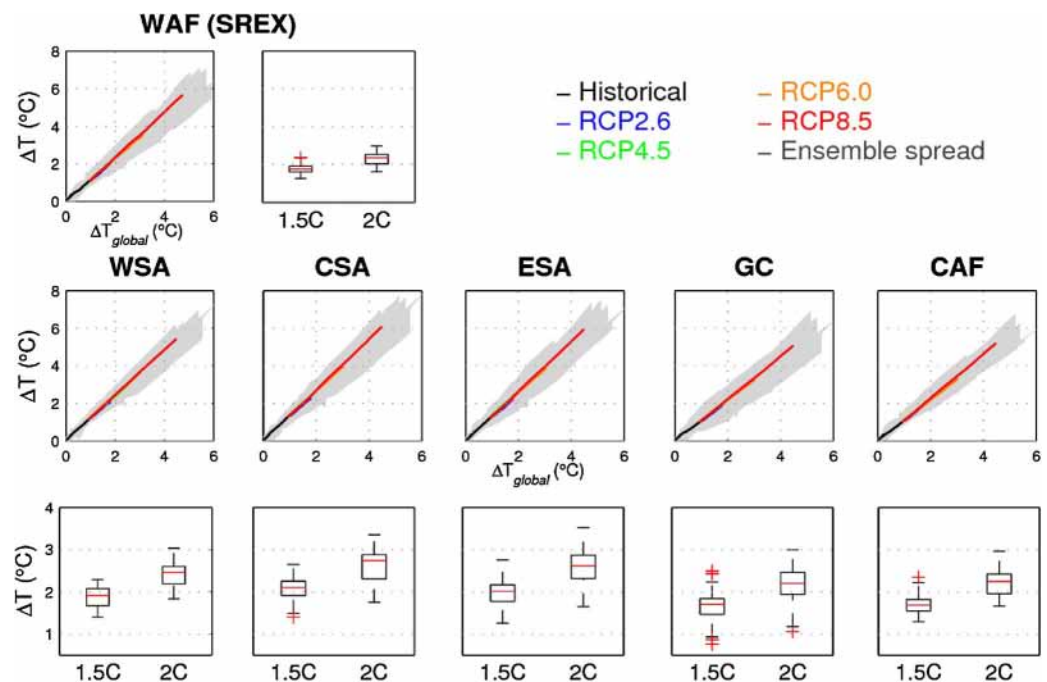 WAF (SREX)
8
6
4
2
0
ΔT (°C)
0 2 4 6
ΔTglobal (°C)
1.5C 2C
– Historical
– RCP2.6
– RCP4.5
– RCP6.0
– RCP8.5
– Ensemble spread
WSA CSA ESA GC CAF
8
6
4
2
0
ΔT (°C)
0 2 4 6 0 2 4 6 0 2 4 6 0 2 4 6 0 2 4 6
ΔTglobal (°C)
4
3
2
1
ΔT (°C)
1.5C 2C 1.5C 2C 1.5C 2C 1.5C 2C 1.5C 2C